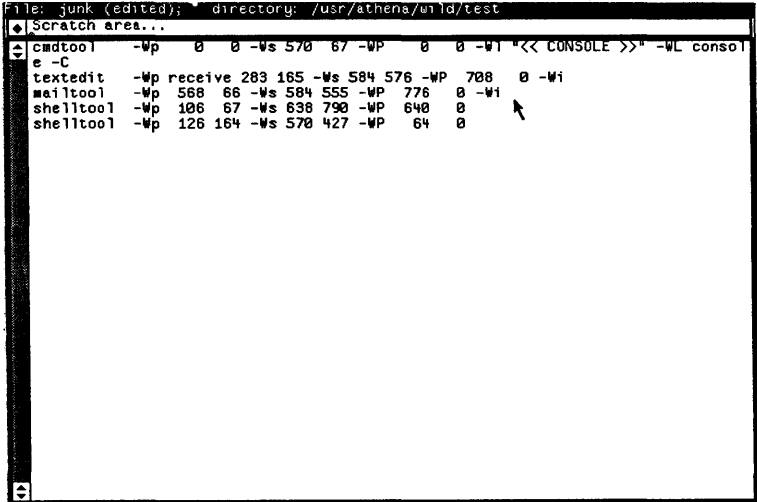 File: junk (edited); directory: /usr/athena/wild/test
Scratch area...
cmdtool -Wp 0 0 -Ws 570 67 -WP 0 0 -Wl "<< CONSOLE >>" -WL consol
e -C
textedit -Wp receive 283 165 -Ws 584 576 -WP 708 0 -Wi
mailtool -Wp 568 66 -Ws 584 555 -WP 776 0 -Wi
shelltool -Wp 106 67 -Ws 638 790 -WP 640 0
shelltool -Wp 126 164 -Ws 570 427 -WP 64 0